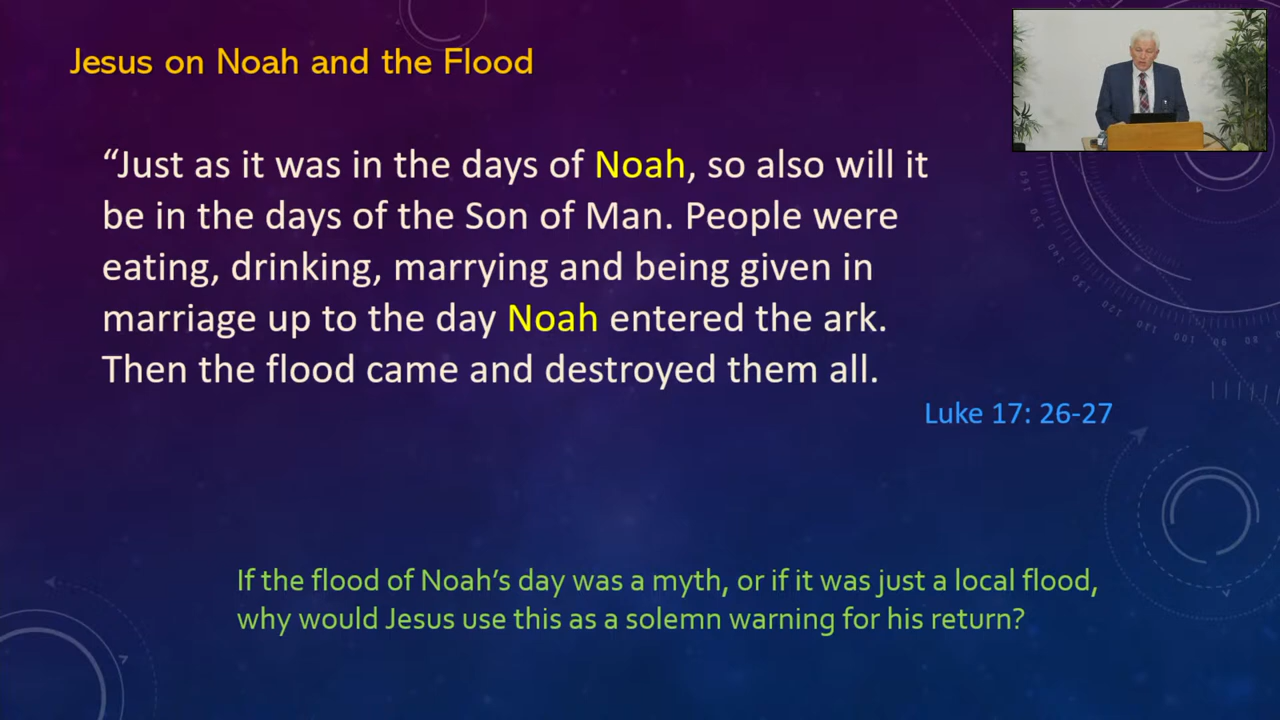 Jesus on Noah and the Flood
“Just as it was in the days of Noah, so also will it
be in the days of the Son of Man. People were
eating, drinking, marrying and being given in
marriage up to the day Noah entered the ark.
Then the flood came and destroyed them all.
Luke 17: 26-27
If the flood of Noah’s day was a myth, or if it was just a local flood,
why would Jesus use this as a solemn warning for his return?